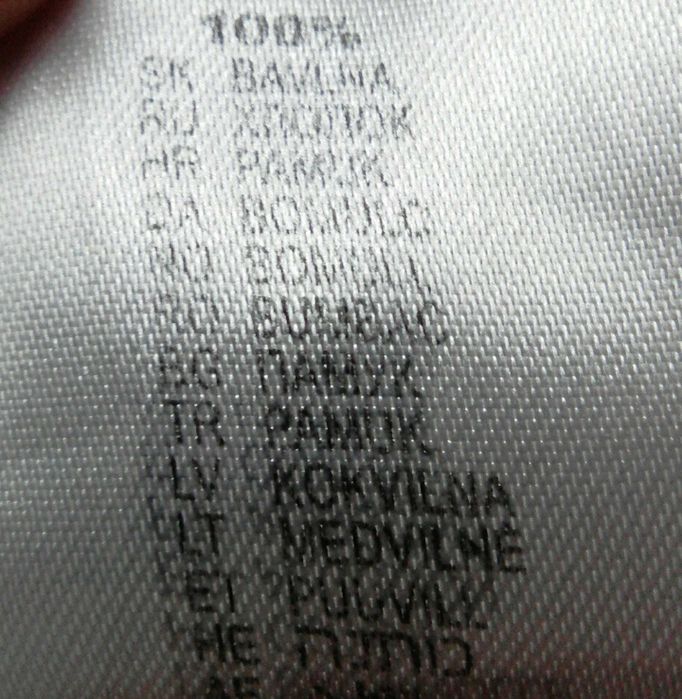 100%
SK BAVLNA
RU ХЛОПОК
HR PAMUK
DA BOMULD
NO BOMULL
RO BUMBAC
BG ПАМУК
TR PAMUK
LV KOKVILNA
LT MEDVILNĖ
ET PUUVILL
HE כותנה